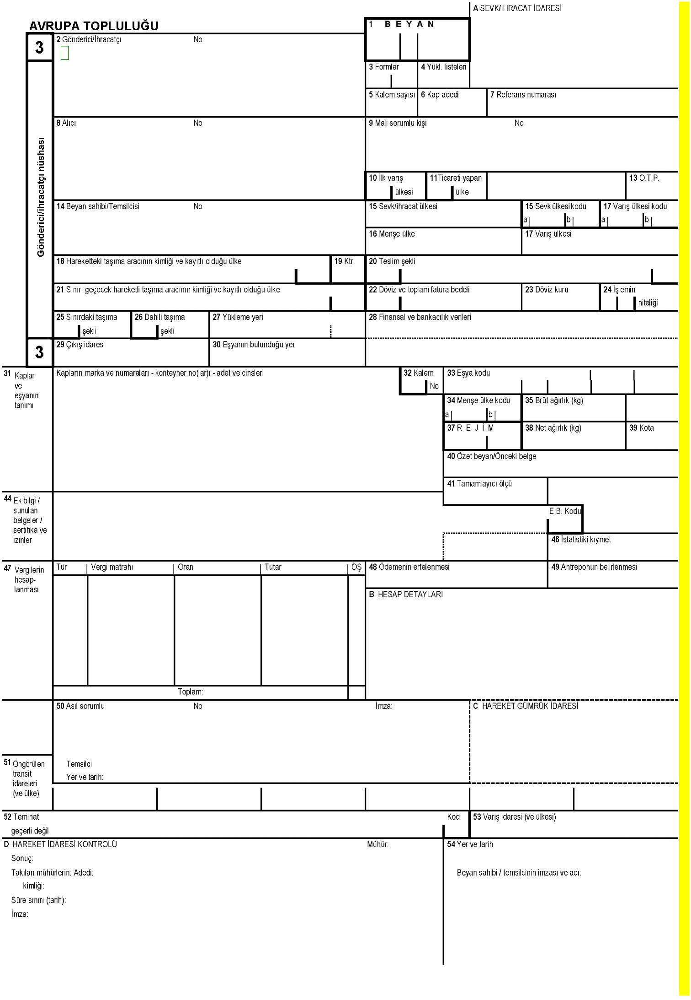 A SEVK/İHRACAT İDARESİ
AVRUPA TOPLULUĞU
1 B E Y A N
3
2 Gönderici/İhracatçı No
3 Formlar 4 Yükl. listeleri
5 Kalem sayısı 6 Kap adedi 7 Referans numarası
Gönderici/ihracatçı nüshası
8 Alıcı No 9 Mali sorumlu kişi No
10 İlk varış 11Ticareti yapan 13 O.T.P.
ülkesi ülke
14 Beyan sahibi/Temsilcisi No 15 Sevk/ihracat ülkesi 15 Sevk ülkesi kodu 17 Varış ülkesi kodu
a b a b
16 Menşe ülke 17 Varış ülkesi
18 Hareketteki taşıma aracının kimliği ve kayıtlı olduğu ülke 19 Ktr. 20 Teslim şekli
21 Sınırı geçecek hareketli taşıma aracının kimliği ve kayıtlı olduğu ülke 22 Döviz ve toplam fatura bedeli 23 Döviz kuru 24 İşlemin
niteliği
25 Sınırdaki taşıma 26 Dahili taşıma 27 Yükleme yeri 28 Finansal ve bankacılık verileri
şekli şekli
3
29 Çıkış idaresi 30 Eşyanın bulunduğu yer
31 Kaplar
ve
eşyanın
tanımı
Kapların marka ve numaraları - konteyner no(lar)ı - adet ve cinsleri 32 Kalem 33 Eşya kodu
No
34 Menşe ülke kodu 35 Brüt ağırlık (kg)
a b
37 R E J İ M 38 Net ağırlık (kg) 39 Kota
40 Özet beyan/Önceki belge
41 Tamamlayıcı ölçü
44 Ek bilgi /
sunulan
belgeler /
sertifika ve
izinler
E.B. Kodu
46 İstatistiki kıymet
47 Vergilerin
hesap-
lanması
Tür Vergi matrahı Oran Tutar ÖŞ 48 Ödemenin ertelenmesi 49 Antreponun belirlenmesi
B HESAP DETAYLARI
Toplam:
50 Asıl sorumlu No İmza: C HAREKET GÜMRÜK İDARESİ
51 Öngörülen
transit
idareleri
(ve ülke)
Temsilci
Yer ve tarih:
52 Teminat Kod 53 Varış idaresi (ve ülkesi)
geçerli değil
D HAREKET İDARESİ KONTROLÜ Mühür: 54 Yer ve tarih
Sonuç:
Takılan mühürlerin: Adedi: Beyan sahibi / temsilcinin imzası ve adı:
kimliği:
Süre sınırı (tarih):
İmza: